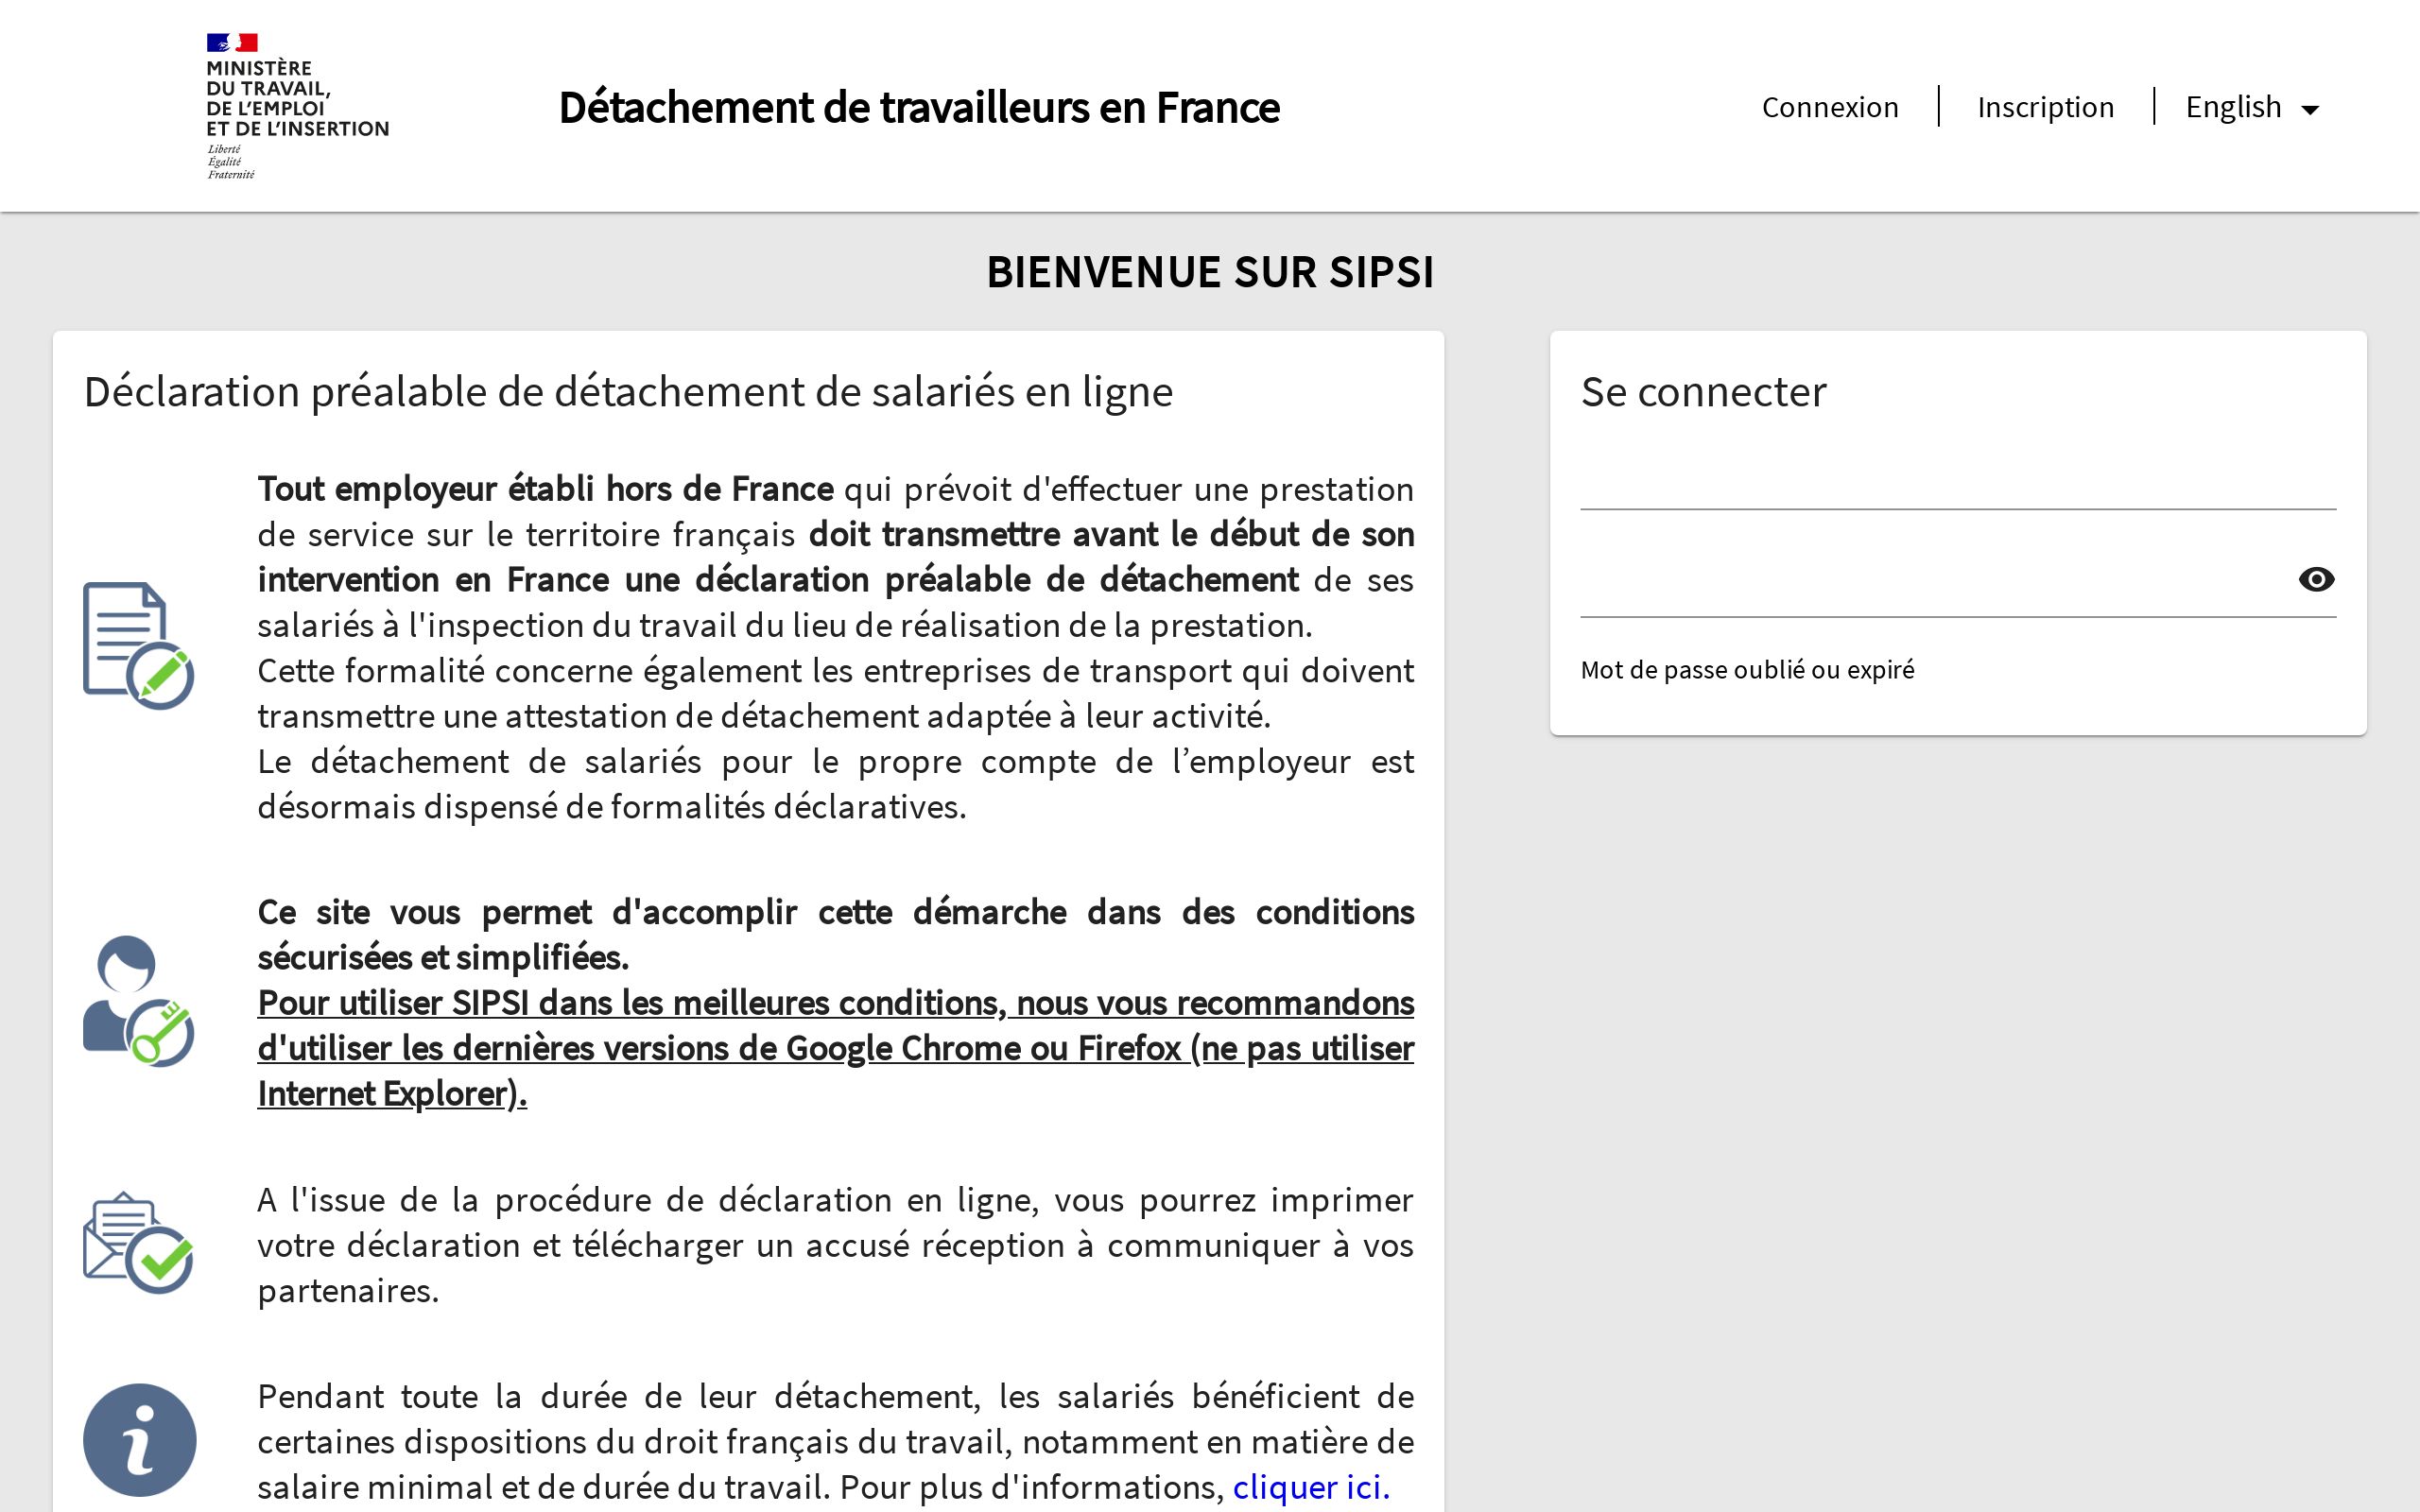 MINISTÈRE
DU TRAVAIL,
DE L'EMPLOI
ET DE L'INSERTION
Liberté
Égalité
Fraternité
Détachement de travailleurs en France
Connexion
Inscription
English
BIENVENUE SUR SIPSI
Déclaration préalable de détachement de salariés en ligne
Tout employeur établi hors de France qui prévoit d'effectuer une prestation
de service sur le territoire français doit transmettre avant le début de son
intervention en France une déclaration préalable de détachement de ses
salariés à l'inspection du travail du lieu de réalisation de la prestation.
Cette formalité concerne également les entreprises de transport qui doivent
transmettre une attestation de détachement adaptée à leur activité.
Le détachement de salariés pour le propre compte de l’employeur est
désormais dispensé de formalités déclaratives.
Ce site vous permet d'accomplir cette démarche dans des conditions
sécurisées et simplifiées.
Pour utiliser SIPSI dans les meilleures conditions, nous vous recommandons
d'utiliser les dernières versions de Google Chrome ou Firefox (ne pas utiliser
Internet Explorer).
A l'issue de la procédure de déclaration en ligne, vous pourrez imprimer
votre déclaration et télécharger un accusé réception à communiquer à vos
partenaires.
Pendant toute la durée de leur détachement, les salariés bénéficient de
certaines dispositions du droit français du travail, notamment en matière de
salaire minimal et de durée du travail. Pour plus d'informations, cliquer ici.
Se connecter
Mot de passe oublié ou expiré